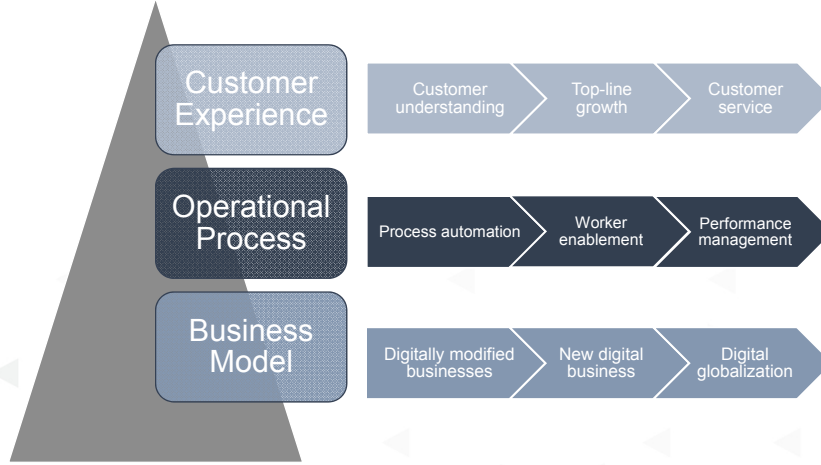 Customer
Experience
Customer
understanding
Top-line
growth
Customer
service
Operational
Process
Process automation
Worker
enablement
Performance
management
Business
Model
Digitally modified
businesses
New digital
business
Digital
globalization